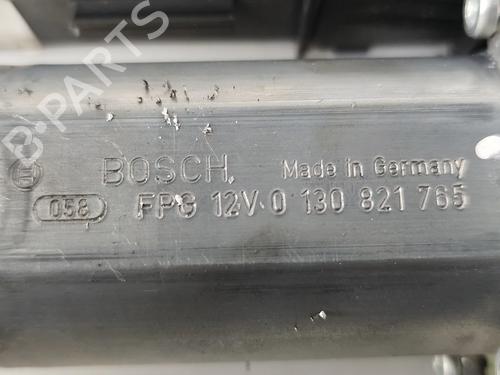 BOSCH Made in Germany
058 FPG 12V 0 130 821 765
B-PARTS